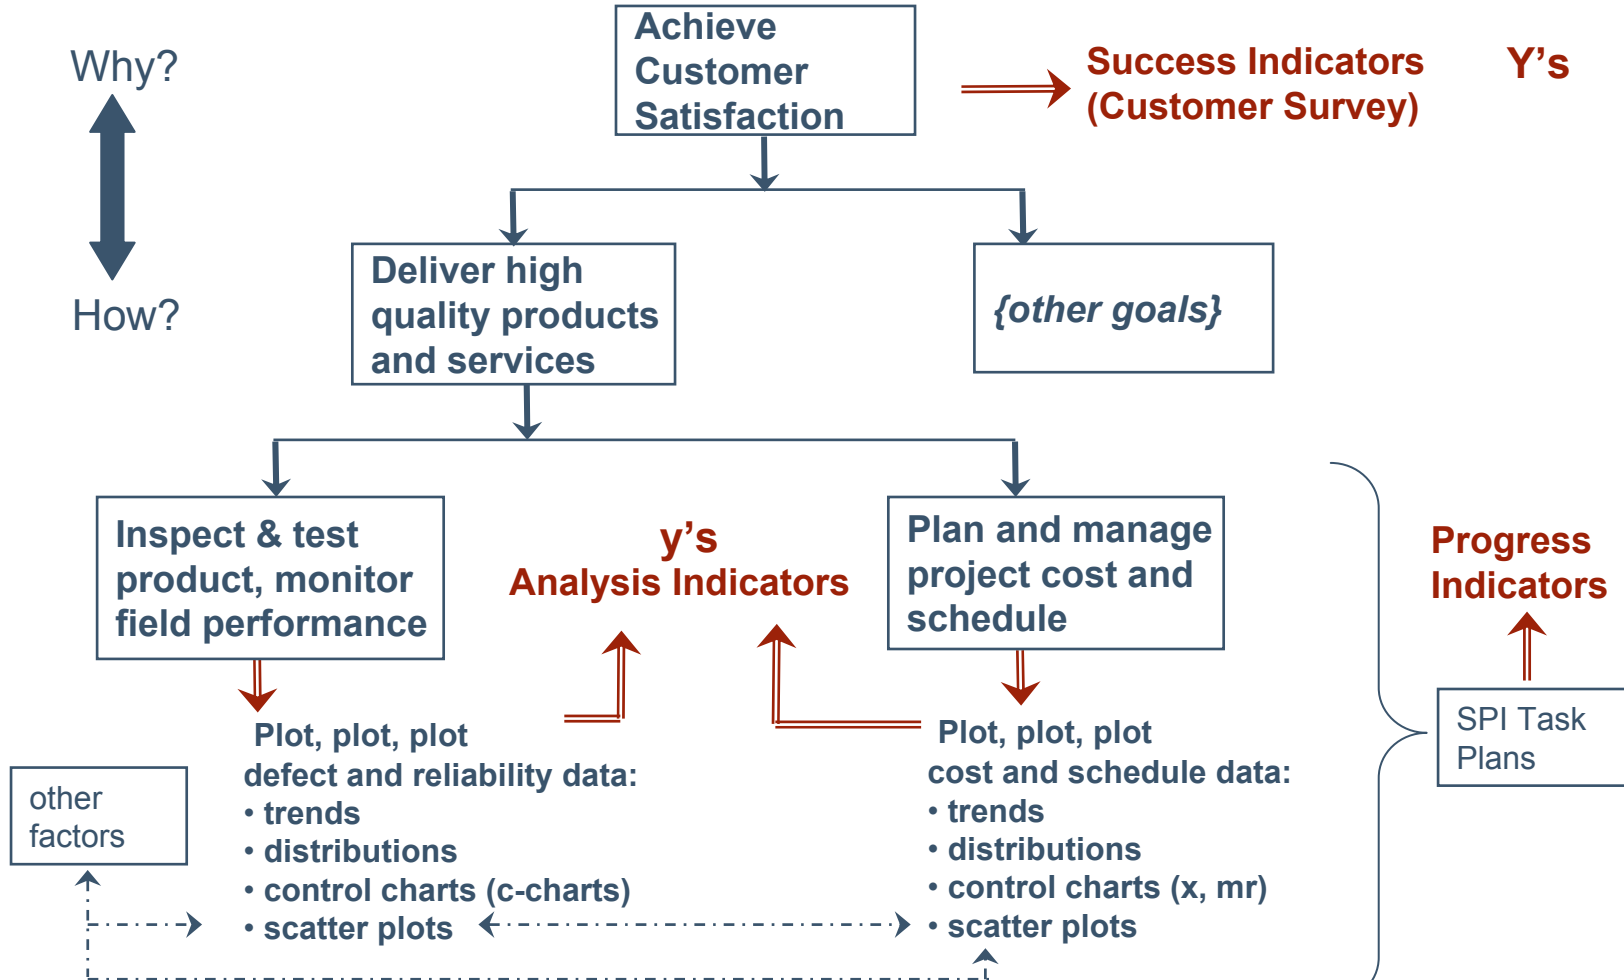 Achieve
Customer
Satisfaction
Why?
Success Indicators
(Customer Survey)
Y's
How?
Deliver high
quality products
and services
{other goals}
Inspect & test
product, monitor
field performance
y's
Analysis Indicators
Plan and manage
project cost and
schedule
Progress
Indicators
Plot, plot, plot
defect and reliability data:
• trends
• distributions
• control charts (c-charts)
• scatter plots
Plot, plot, plot
cost and schedule data:
• trends
• distributions
• control charts (x, mr)
• scatter plots
SPI Task
Plans
other
factors